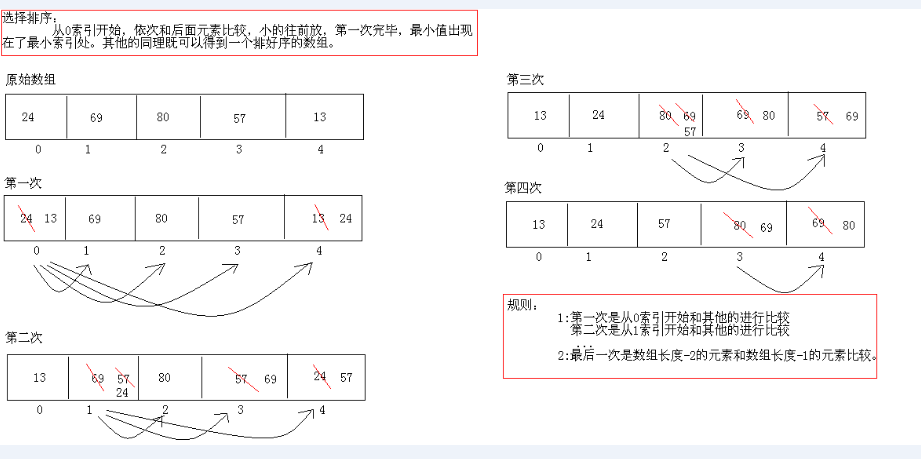 选择排序：
从0索引开始，依次和后面元素比较，小的往前放，第一次完毕，最小值出现
在了最小索引处。其他的同理既可以得到一个排好序的数组。
原始数组
24 69 80 57 13
0 1 2 3 4
第一次
24 13 69 80 57 13 24
0 1 2 3 4
第二次
13 69 57 80 57 69 24 57
24
0 1 2 3 4
第三次
13 24 80 69 69 80 57 69
57
0 1 2 3 4
第四次
13 24 57 80 69 69 80
0 1 2 3 4
规则：
1:第一次是从0索引开始和其他的进行比较
第二次是从1索引开始和其他的进行比较
...
2:最后一次是数组长度-2的元素和数组长度-1的元素比较。